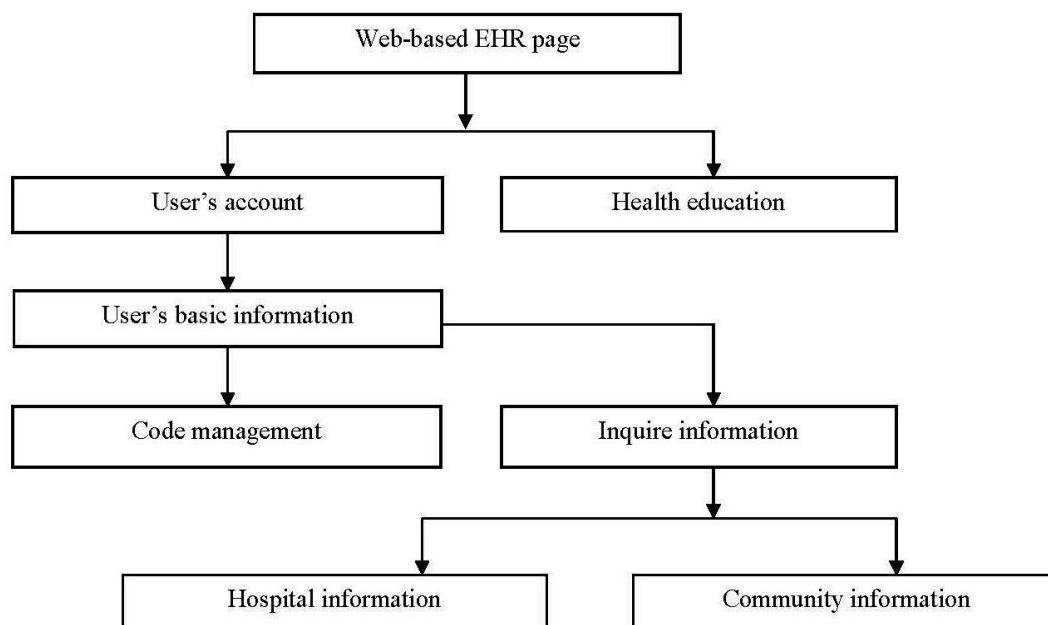 Web-based EHR page
User’s account
Health education
User’s basic information
Code management
Inquire information
Hospital information
Community information